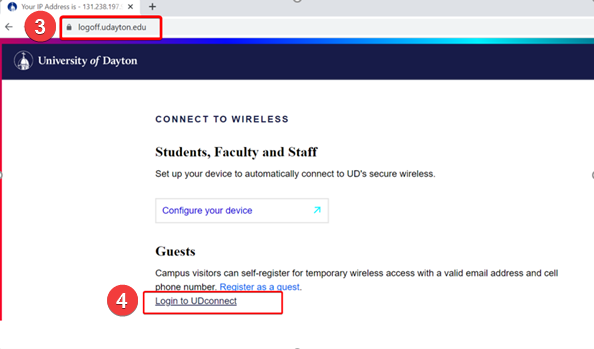 Your IP Address is - 131.238.197.
3
logoff.udayton.edu
University of Dayton
CONNECT TO WIRELESS
Students, Faculty and Staff
Set up your device to automatically connect to UD's secure wireless.
Configure your device
Guests
Campus visitors can self-register for temporary wireless access with a valid email address and cell
phone number. Register as a guest.
4
Login to UDconnect